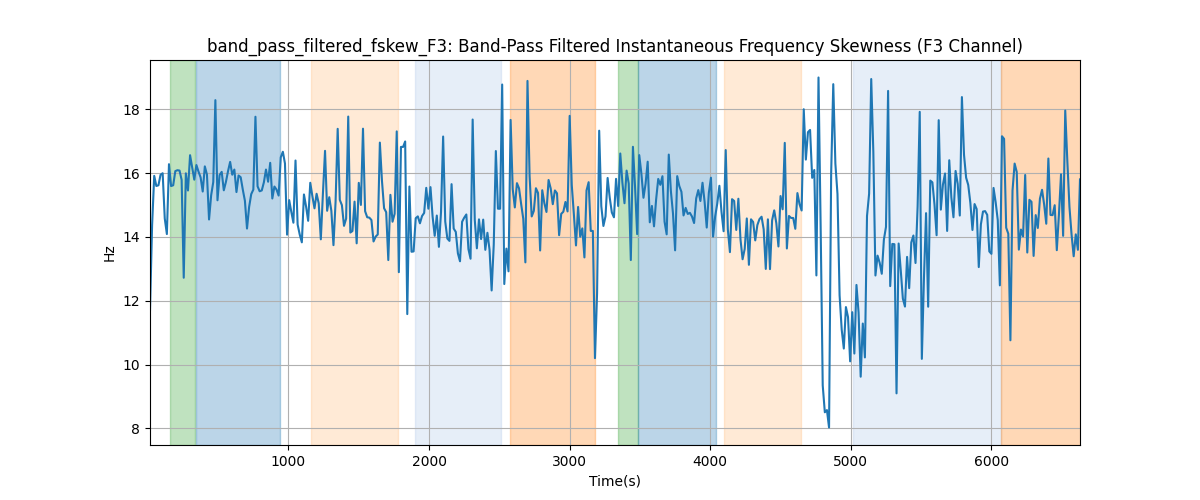 band_pass_filtered_fskew_F3: Band-Pass Filtered Instantaneous Frequency Skewness (F3 Channel)
Hz
18
16
14
12
10
8
1000 2000 3000 4000 5000 6000
Time(s)